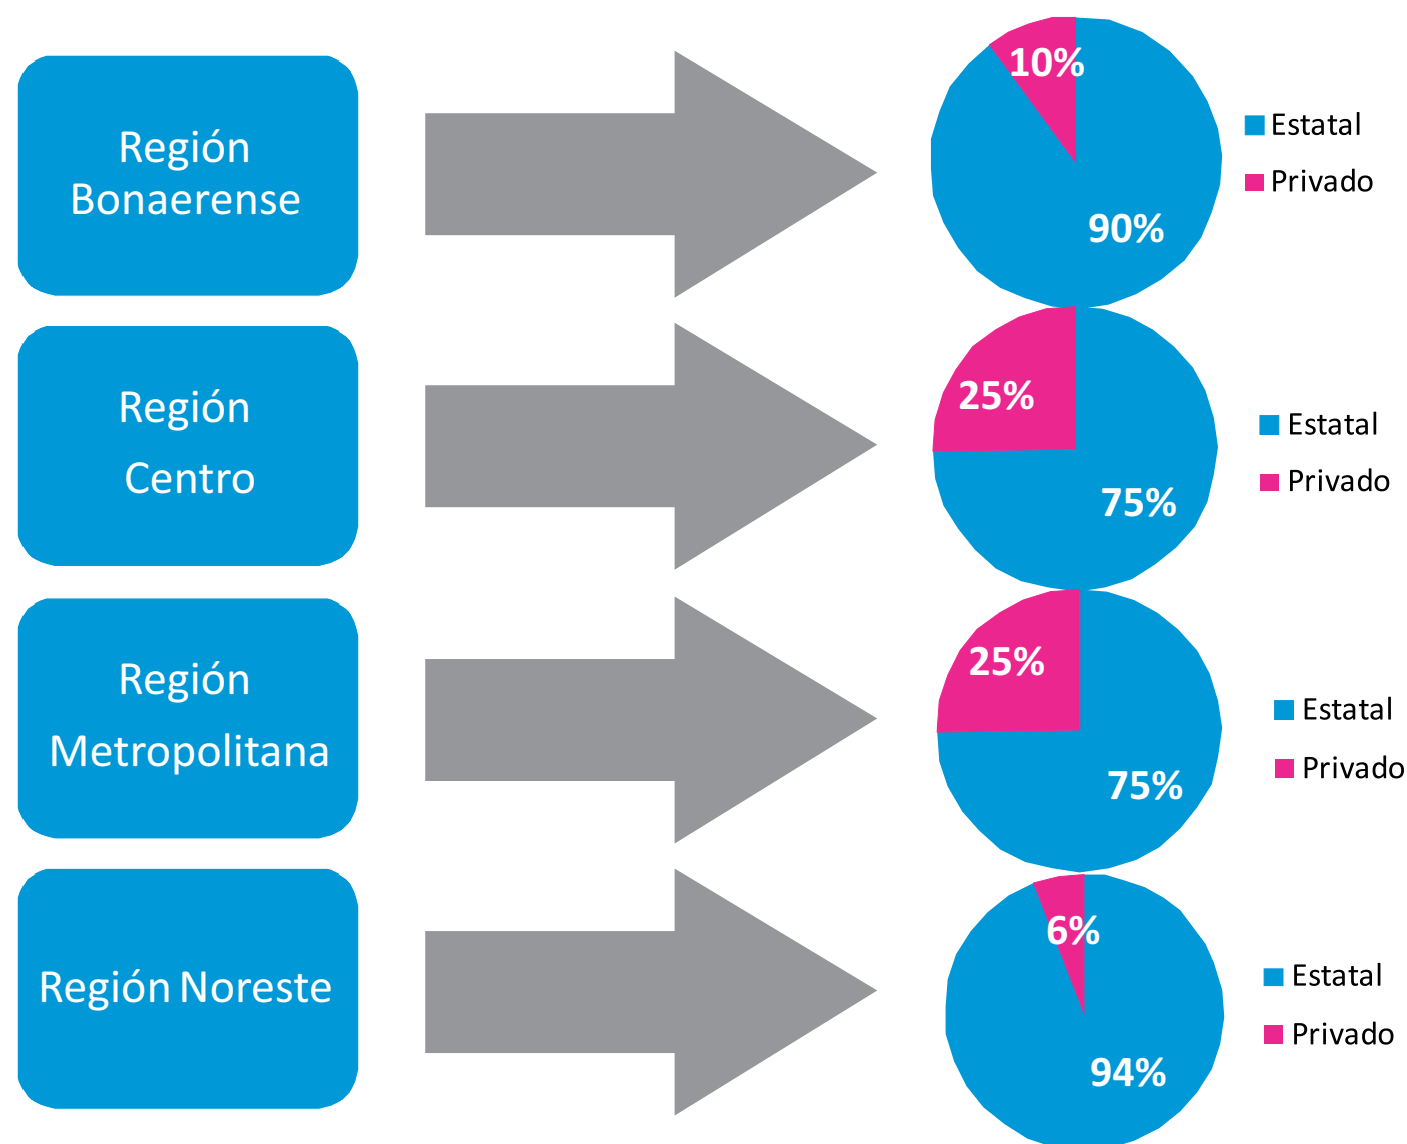 Región
Bonaerense
10%
90%
Estatal
Privado
Región
Centro
25%
75%
Estatal
Privado
Región
Metropolitana
25%
75%
Estatal
Privado
Región Noreste
6%
94%
Estatal
Privado